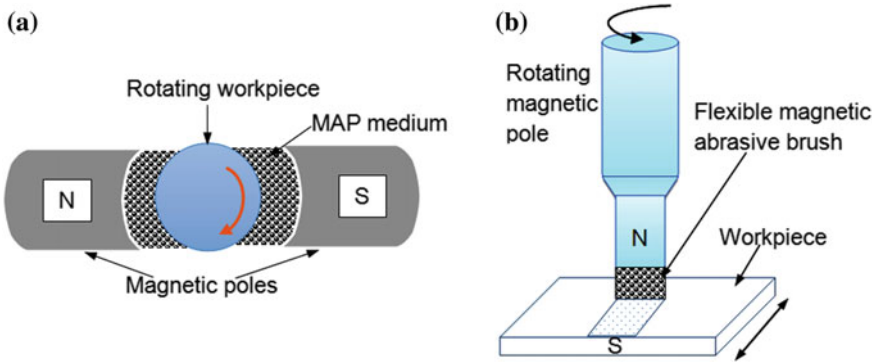 (a)
Rotating workpiece
MAP medium
N
S
Magnetic poles
(b)
Rotating
magnetic
pole
Flexible magnetic
abrasive brush
N
Workpiece
S